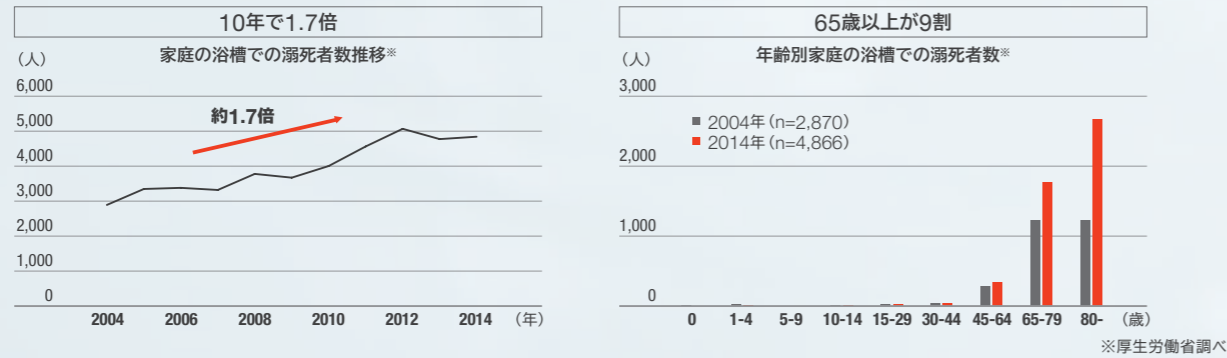 10年で1.7倍
家庭の浴槽での溺死者数推移※
（人）
6,000
5,000
4,000
3,000
2,000
1,000
0
約1.7倍
2004 2006 2008 2010 2012 2014 （年）
65歳以上が9割
年齢別家庭の浴槽での溺死者数※
（人）
3,000
2,000
1,000
0
2004年（n=2,870）
2014年（n=4,866）
0 1-4 5-9 10-14 15-29 30-44 45-64 65-79 80- （歳）
※厚生労働省調べ